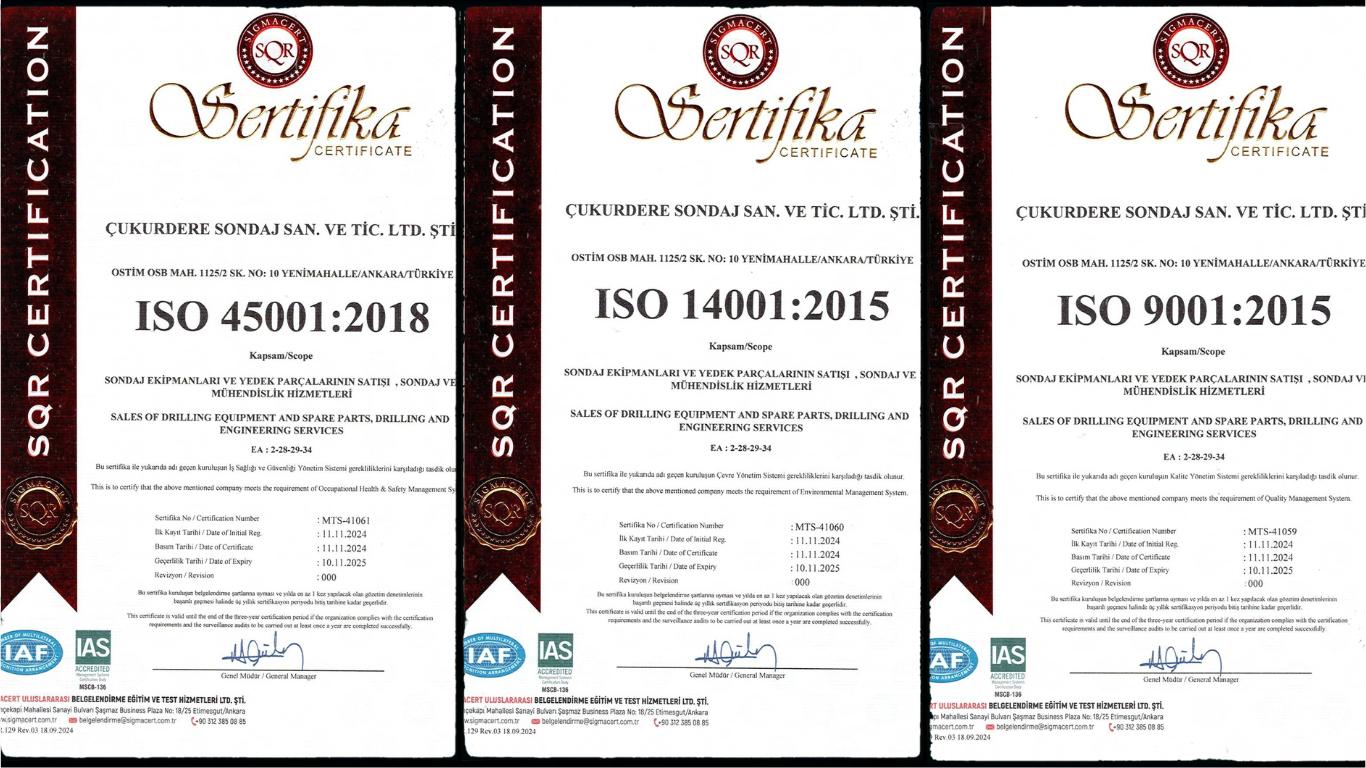 SQR CERTIFICATION
SİGMACERT
SQR
Sertifika
CERTIFICATE
ÇUKURDERE SONDAJ SAN. VE TİC. LTD. ŞTİ
OSTİM OSB MAH. 1125/2 SK. NO: 10 YENİMAHALLE/ANKARA/TÜRKİYE
ISO 45001:2018
Kapsam/Scope
SONDAJ EKİPMANLARI VE YEDEK PARÇALARININ SATIŞI , SONDAJ VE
MÜHENDİSLİK HİZMETLERİ
SALES OF DRILLING EQUIPMENT AND SPARE PARTS, DRILLING AND
ENGINEERING SERVICES
EA : 2-28-29-34
Bu sertifika ile yukarıda adı geçen kuruluşun İş Sağlığı ve Güvenliği Yönetim Sistemi gerekliliklerini karşıladığı tasdik olu
This is to certify that the above mentioned company meets the requirement of Occupational Health & Safety Management Sy
SIGMACERT
SQR
Sertifika No / Certification Number : MTS-41061
İlk Kayıt Tarihi / Date of Initial Reg. : 11.11.2024
Basım Tarihi / Date of Certificate : 11.11.2024
Geçerlilik Tarihi / Date of Expiry : 10.11.2025
Revizyon / Revision : 000
Bu sertifika kuruluşun belgelendirme şartlarına uyması ve yılda en az 1 kez yapılacak olan gözetim denetimlerinin
başarılı geçmesi halinde üç yıllık sertifikasyon periyodu bitiş tarihine kadar geçerlidir.
This certificate is valid until the end of the three-year certification period if the organization complies with the certification
requirements and the surveillance audits to be carried out at least once a year are completed successfully.
IAF
IAS
ACCREDITED
Management Systems
Certification Body
MSCB-136
Genel Müdür / General Manager
ACERT ULUSLARARASI BELGELENDİRME EĞİTİM VE TEST HİZMETLERİ LTD. ŞTİ.
çekapi Mahallesi Sanayi Bulvarı Şaşmaz Business Plaza No: 18/25 Etimesgut/Ankara
w.sigmacert.com.tr belgelendirme@sigmacert.com.tr +90 312 385 08 85
.129 Rev.03 18.09.2024
SQR CERTIFICATION
SİGMACERT
SQR
Sertifika
CERTIFICATE
ÇUKURDERE SONDAJ SAN. VE TİC. LTD. ŞTİ.
OSTİM OSB MAH. 1125/2 SK. NO: 10 YENİMAHALLE/ANKARA/TÜRKİYE
ISO 14001:2015
Kapsam/Scope
SONDAJ EKİPMANLARI VE YEDEK PARÇALARININ SATIŞI , SONDAJ VE
MÜHENDİSLİK HİZMETLERİ
SALES OF DRILLING EQUIPMENT AND SPARE PARTS, DRILLING AND
ENGINEERING SERVICES
EA : 2-28-29-34
Bu sertifika ile yukarıda adı geçen kuruluşun Çevre Yönetim Sistemi gerekliliklerini karşıladığı tasdik olunur.
This is to certify that the above mentioned company meets the requirement of Environmental Management System.
SIGMACERT
SQR
Sertifika No / Certification Number : MTS-41060
İlk Kayıt Tarihi / Date of Initial Reg. : 11.11.2024
Basım Tarihi / Date of Certificate : 11.11.2024
Geçerlilik Tarihi / Date of Expiry : 10.11.2025
Revizyon / Revision : 000
Bu sertifika kuruluşun belgelendirme şartlarına uyması ve yılda en az 1 kez yapılacak olan gözetim denetimlerinin
başarılı geçmesi halinde üç yıllık sertifikasyon periyodu bitiş tarihine kadar geçerlidir.
This certificate is valid until the end of the three-year certification period if the organization complies with the certification
requirements and the surveillance audits to be carried out at least once a year are completed successfully.
IAF
IAS
ACCREDITED
Management Systems
Certification Body
MSCB-136
Genel Müdür / General Manager
ACERT ULUSLARARASI BELGELENDİRME EĞİTİM VE TEST HİZMETLERİ LTD. ŞTİ.
çekapi Mahallesi Sanayi Bulvarı Şaşmaz Business Plaza No: 18/25 Etimesgut/Ankara
w.sigmacert.com.tr belgelendirme@sigmacert.com.tr +90 312 385 08 85
.129 Rev.03 18.09.2024
SQR CERTIFICATION
SİGMACERT
SQR
Sertifika
CERTIFICATE
ÇUKURDERE SONDAJ SAN. VE TİC. LTD. ŞTİ
OSTİM OSB MAH. 1125/2 SK. NO: 10 YENİMAHALLE/ANKARA/TÜRKİYE
ISO 9001:2015
Kapsam/Scope
SONDAJ EKİPMANLARI VE YEDEK PARÇALARININ SATIŞI , SONDAJ VE
MÜHENDİSLİK HİZMETLERİ
SALES OF DRILLING EQUIPMENT AND SPARE PARTS, DRILLING AND
ENGINEERING SERVICES
EA : 2-28-29-34
Bu sertifika ile yukarıda adı geçen kuruluşun Kalite Yönetim Sistemi gerekliliklerini karşıladığı tasdik olunur.
This is to certify that the above mentioned company meets the requirement of Quality Management System.
SIGMACERT
SQR
Sertifika No / Certification Number : MTS-41059
İlk Kayıt Tarihi / Date of Initial Reg. : 11.11.2024
Basım Tarihi / Date of Certificate : 11.11.2024
Geçerlilik Tarihi / Date of Expiry : 10.11.2025
Revizyon / Revision : 000
Bu sertifika kuruluşun belgelendirme şartlarına uyması ve yılda en az 1 kez yapılacak olan gözetim denetimlerinin
başarılı geçmesi halinde üç yıllık sertifikasyon periyodu bitiş tarihine kadar geçerlidir.
This certificate is valid until the end of the three-year certification period if the organization complies with the certification
requirements and the surveillance audits to be carried out at least once a year are completed successfully.
AF
IAS
ACCREDITED
Management Systems
Certification Body
MSCB-136
Genel Müdür / General Manager
ERT ULUSLARARASI BELGELENDİRME EĞİTİM VE TEST HİZMETLERİ LTD. ŞTİ.
kapı Mahallesi Sanayi Bulvarı Şaşmaz Business Plaza No: 18/25 Etimesgut/Ankara
gmacert.com.tr belgelendirme@sigmacert.com.tr +90 312 385 08 85
Rev.03 18.09.2024